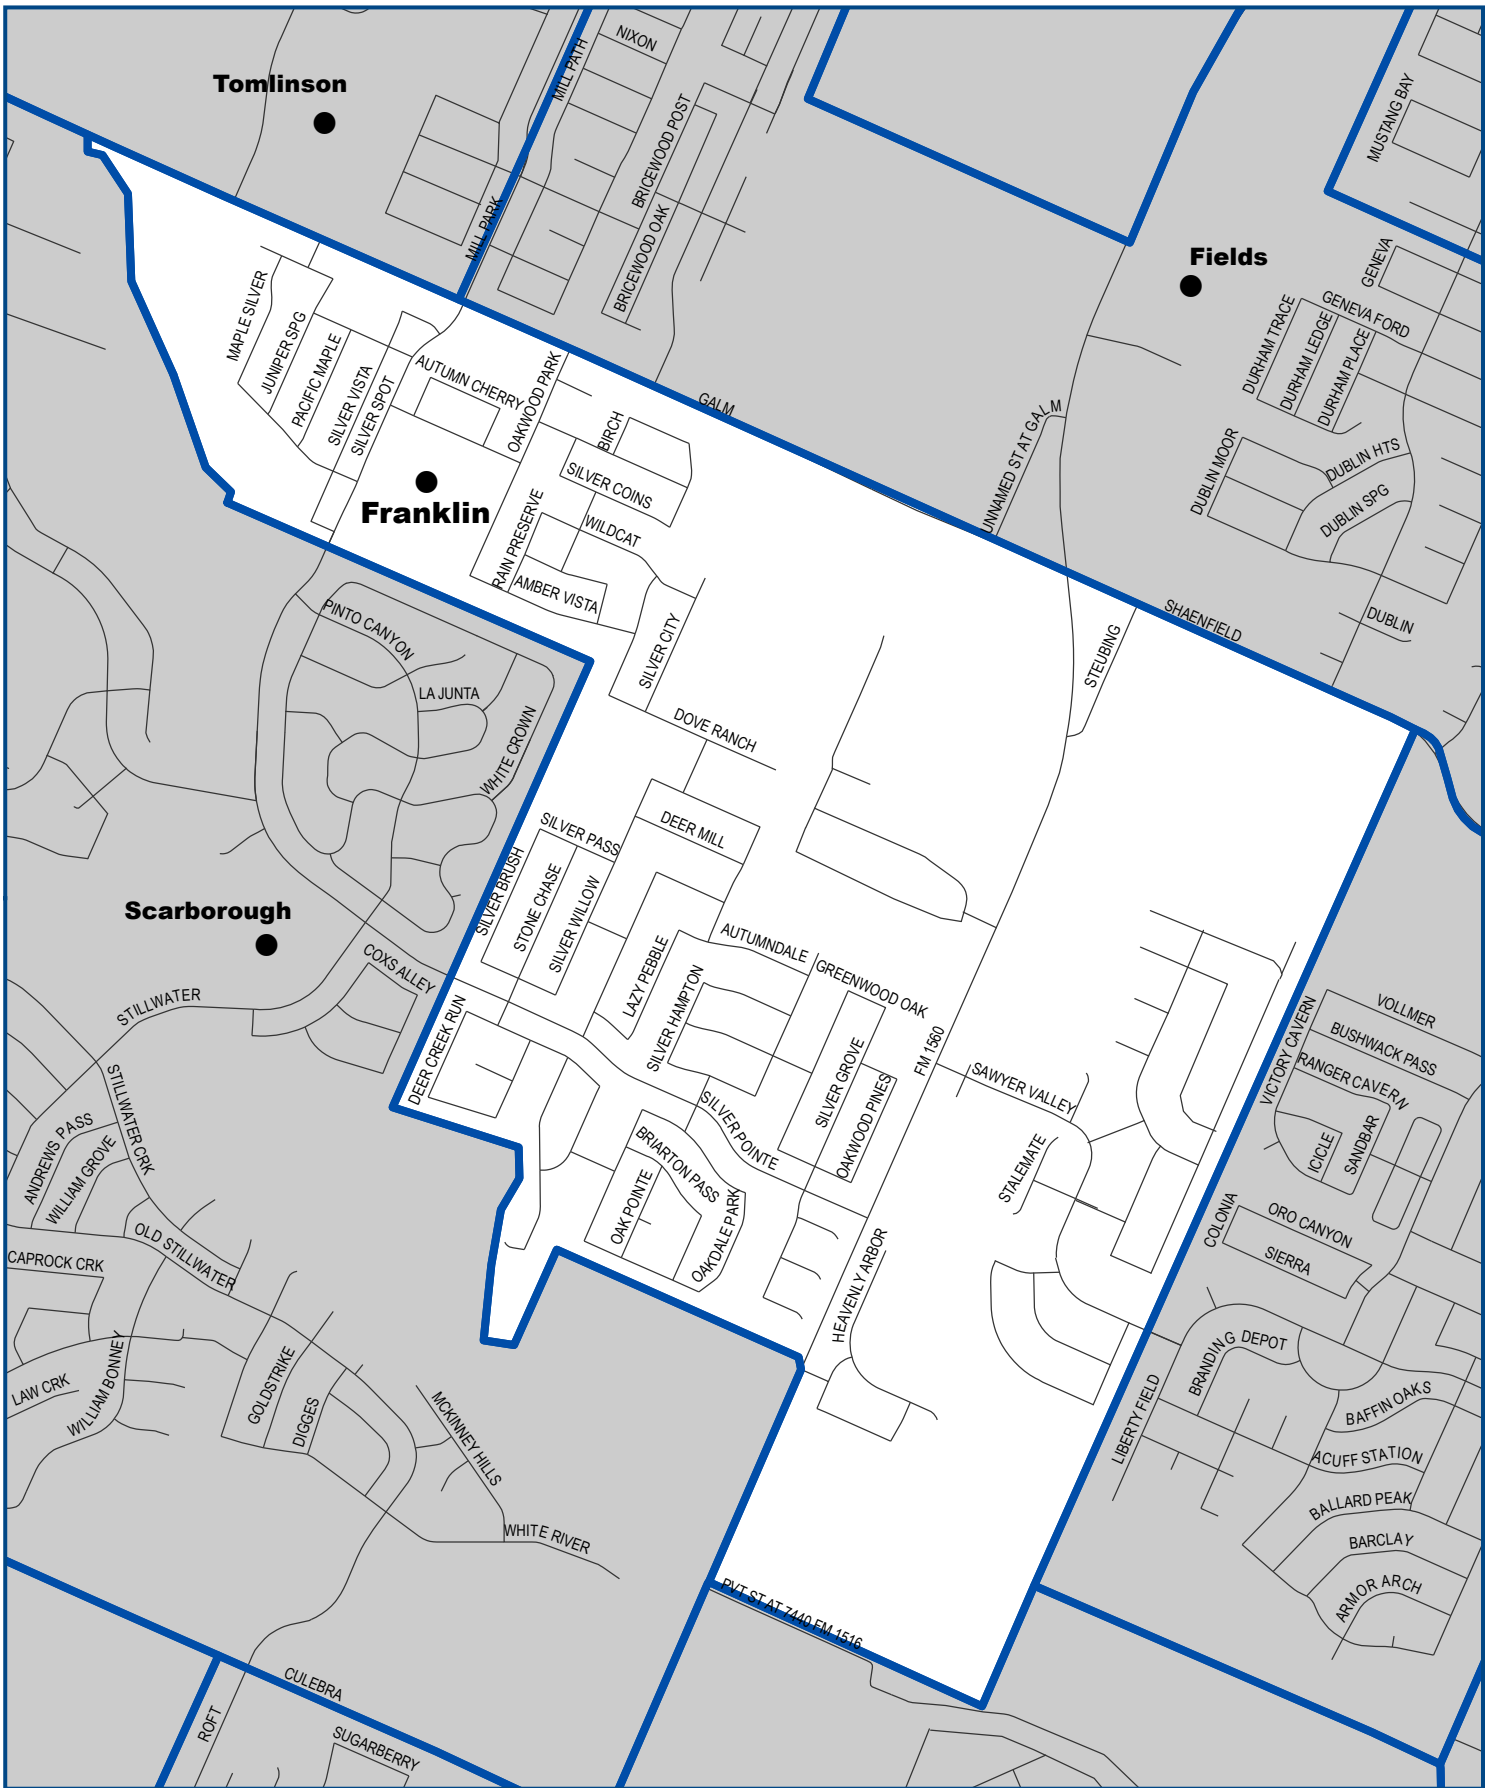 NIXON
MILL PATH
Tomlinson
MUSTANG BAY
BRICEWOOD POST
MILL PARK
BRICEWOOD OAK
Fields
GENEVA
GENEVA FORD
MAPLE SILVER
JUNIPER SPG
PACIFIC MAPLE
SILVER VISTA
SILVER SPOT
AUTUMN CHERRY
OAKWOOD PARK
DURHAM TRACE
DURHAM LEDGE
DURHAM PLACE
GALM
BIRCH
UNNAMED ST AT GALM
DUBLIN MOOR
DUBLIN HTS
DUBLIN SPG
SILVER COINS
Franklin
RAIN PRESERVE
WILDCAT
AMBER VISTA
PINTO CANYON
SHAENFIELD
DUBLIN
STEUBING
SILVER CITY
LA JUNTA
WHITE CROWN
DOVE RANCH
SILVER PASS
DEER MILL
SILVER BRUSH
STONE CHASE
SILVER WILLOW
Scarborough
COXS ALLEY
LAZY PEBBLE
AUTUMNDALE
GREENWOOD OAK
SILVER HAMPTON
STILLWATER
DEER CREEK RUN
FM 1560
VICTORY CAVERN
VOLLMER
BUSHWACK PASS
RANGER CAVERN
SILVER GROVE
OAKWOOD PINES
SAWYER VALLEY
STILLWATER CRK
ANDREWS PASS
WILLIAM GROVE
SILVER POINTE
BRIARTON PASS
STALEMATE
ICICLE
SANDBAR
OAK POINTE
OAKDALE PARK
COLONIA
ORO CANYON
SIERRA
OLD STILLWATER
CAPROCK CRK
HEAVENLY ARBOR
BRANDING DEPOT
WILLIAM BONNEY
LAW CRK
GOLDSTRIKE
DIGGES
MCKINNEY HILLS
LIBERTY FIELD
BAFFIN OAKS
ACUFF STATION
BALLARD PEAK
BARCLAY
ARMOR ARCH
WHITE RIVER
PVT ST AT 7440 FM 1516
CULEBRA
ROFT
SUGARBERRY